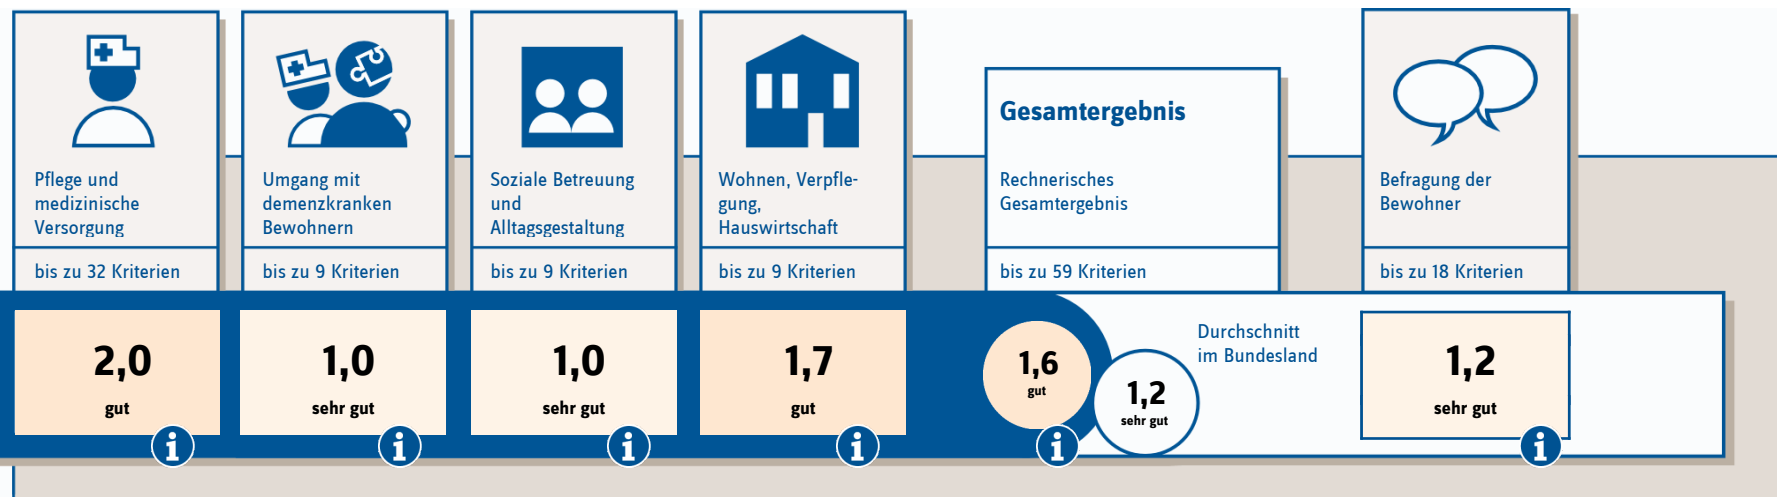 Pflege und
medizinische
Versorgung
bis zu 32 Kriterien
2,0
gut
Umgang mit
demenzkranken
Bewohnern
bis zu 9 Kriterien
1,0
sehr gut
Soziale Betreuung
und
Alltagsgestaltung
bis zu 9 Kriterien
1,0
sehr gut
Wohnen, Verpfle-
gung,
Hauswirtschaft
bis zu 9 Kriterien
1,7
gut
Gesamtergebnis
Rechnerisches
Gesamtergebnis
bis zu 59 Kriterien
1,6
gut
1,2
sehr gut
Durchschnitt
im Bundesland
Befragung der
Bewohner
bis zu 18 Kriterien
1,2
sehr gut